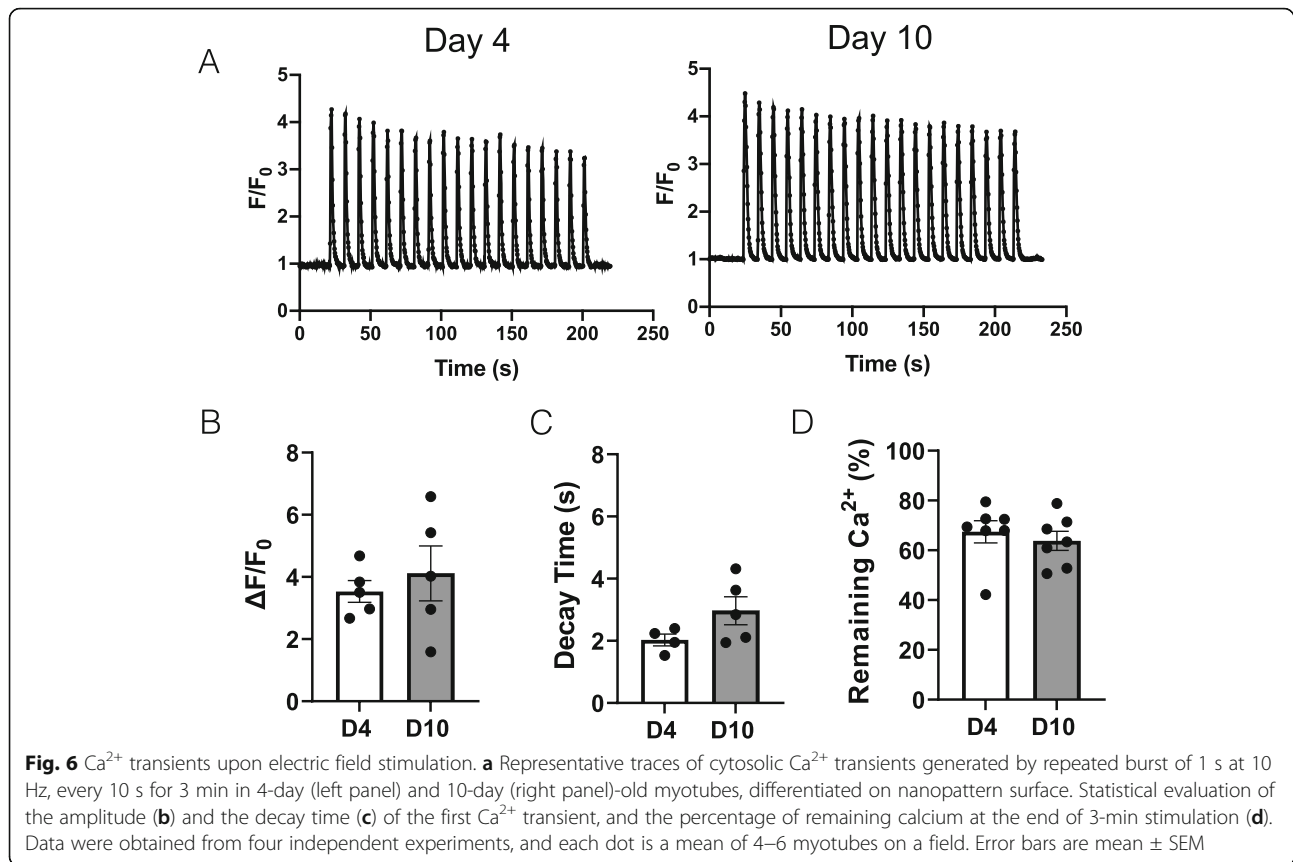 Day 4
Day 10
A
5
4
3
2
1
0
F/F0
0 50 100 150 200 250
Time (s)
5
4
3
2
1
0
F/F0
0 50 100 150 200 250
Time (s)
B
8
6
4
2
0
ΔF/F0
D4 D10
C
8
6
4
2
0
Decay Time (s)
D4 D10
D
100
80
60
40
20
0
Remaining Ca2+ (%)
D4 D10
Fig. 6 Ca2+ transients upon electric field stimulation. a Representative traces of cytosolic Ca2+ transients generated by repeated burst of 1 s at 10
Hz, every 10 s for 3 min in 4-day (left panel) and 10-day (right panel)-old myotubes, differentiated on nanopattern surface. Statistical evaluation of
the amplitude (b) and the decay time (c) of the first Ca2+ transient, and the percentage of remaining calcium at the end of 3-min stimulation (d).
Data were obtained from four independent experiments, and each dot is a mean of 4–6 myotubes on a field. Error bars are mean ± SEM